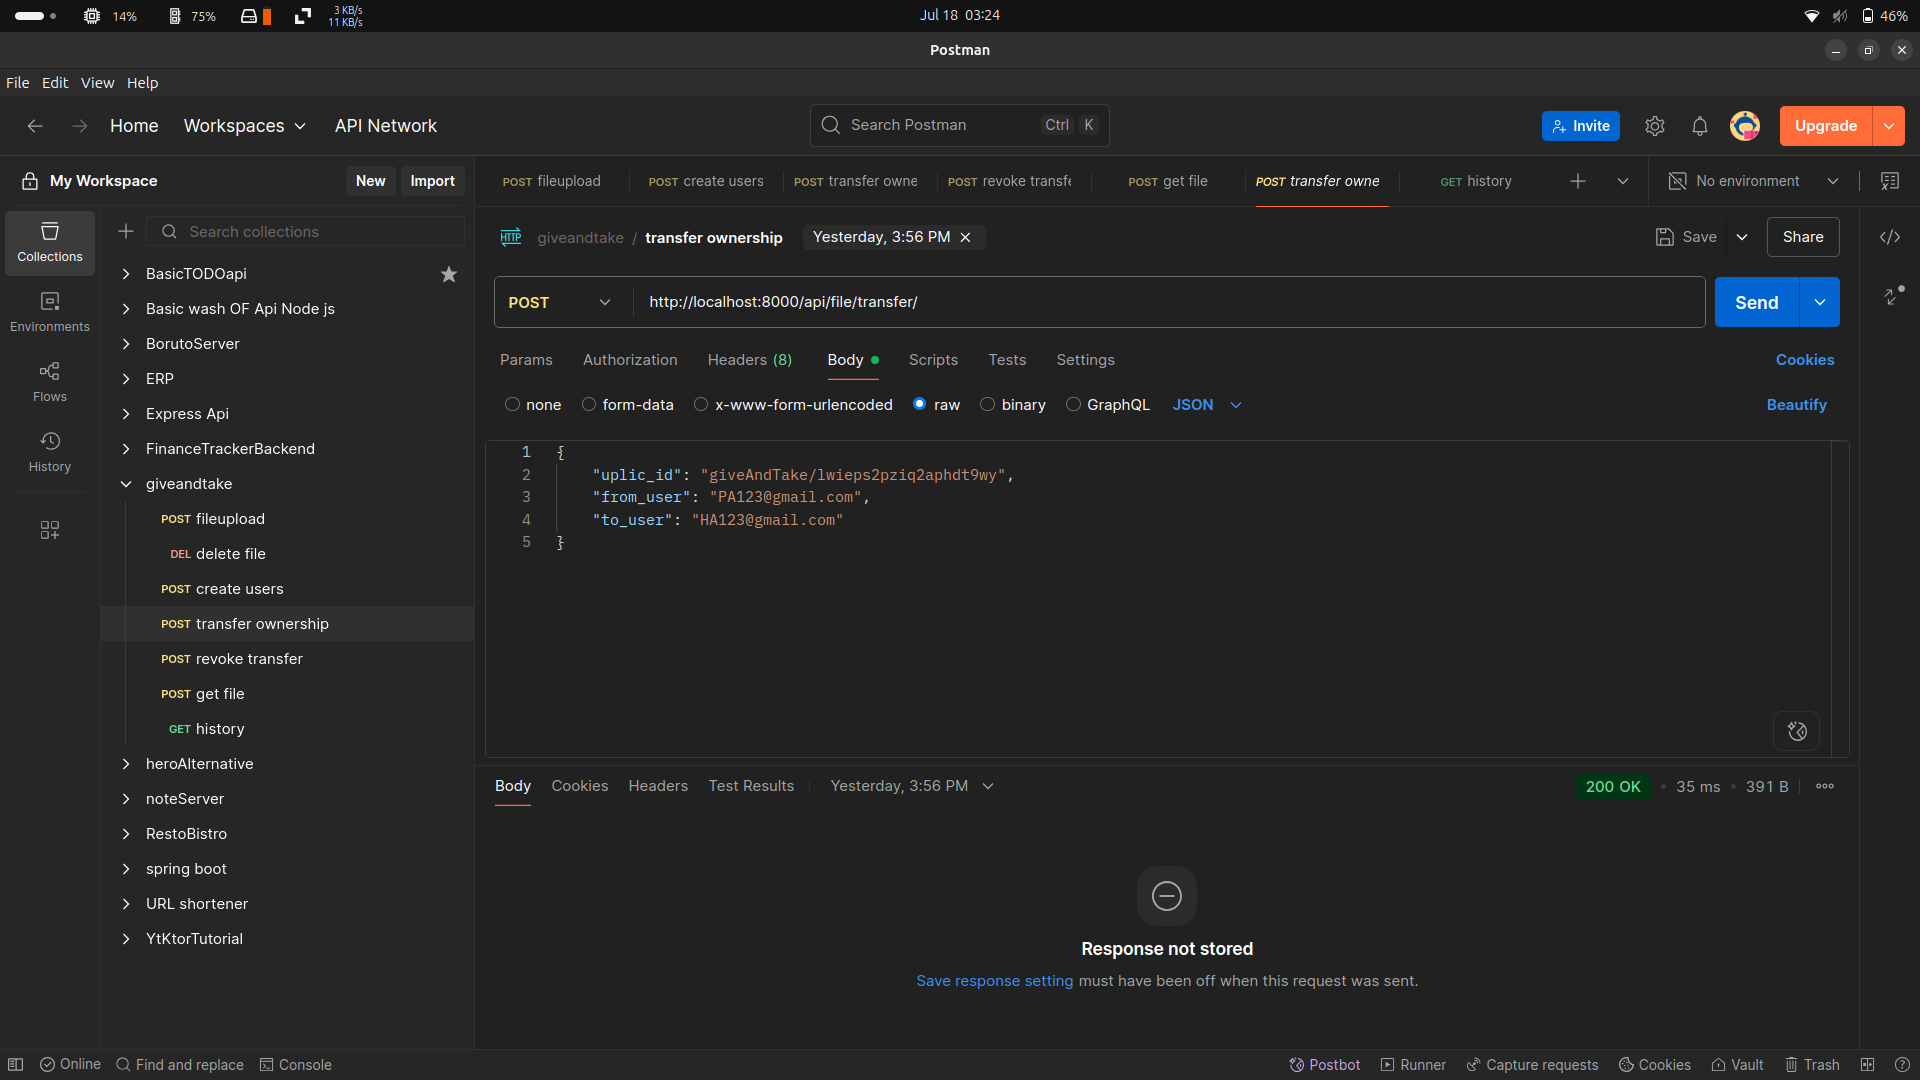 14%
75%
3 KB/s
11 KB/s
Jul 18 03:24
46%
Postman
File Edit View Help
Home Workspaces API Network
Search Postman Ctrl K
Invite
Upgrade
My Workspace New Import
POST fileupload
POST create users
POST transfer owne
POST revoke transfe
POST get file
POST transfer owne
GET history
No environment
Collections
Environments
Flows
History
Search collections
BasicTODOapi
Basic wash OF Api Node js
BorutoServer
ERP
Express Api
FinanceTrackerBackend
giveandtake
POST fileupload
DEL delete file
POST create users
POST transfer ownership
POST revoke transfer
POST get file
GET history
heroAlternative
noteServer
RestoBistro
spring boot
URL shortener
YtKtorTutorial
HTTP giveandtake / transfer ownership Yesterday, 3:56 PM
Save Share
POST http://localhost:8000/api/file/transfer/ Send
Params Authorization Headers (8) Body Scripts Tests Settings Cookies
none form-data x-www-form-urlencoded raw binary GraphQL JSON Beautify
1 {
2 "uplic_id": "giveAndTake/lwieps2pziq2aphdt9wy",
3 "from_user": "PA123@gmail.com",
4 "to_user": "HA123@gmail.com"
5 }
Body Cookies Headers Test Results Yesterday, 3:56 PM 200 OK 35 ms 391 B
Response not stored
Save response setting must have been off when this request was sent.
Online Find and replace Console Postbot Runner Capture requests Cookies Vault Trash